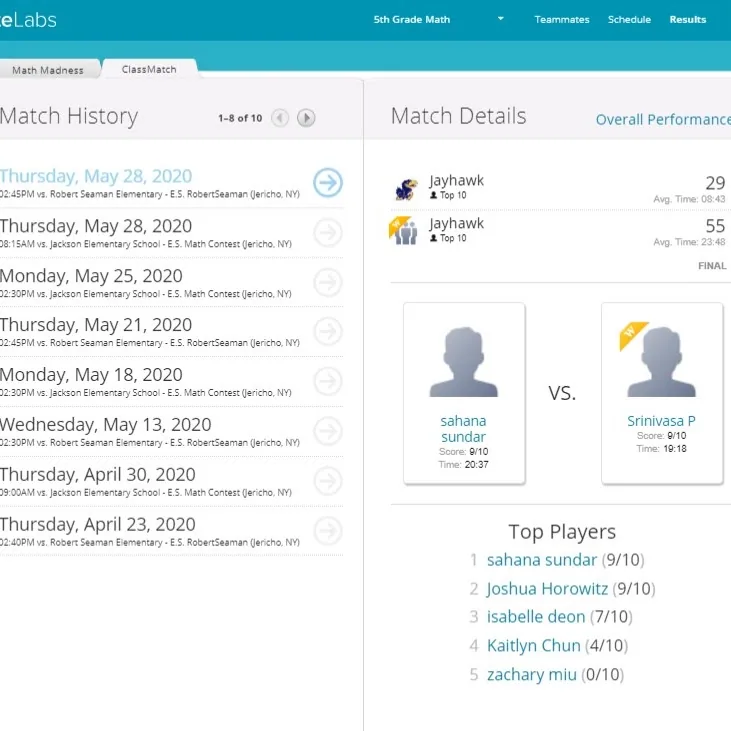 eLabs
5th Grade Math
Teammates
Schedule
Results
Math Madness
ClassMatch
Match History
1–8 of 10
Thursday, May 28, 2020
02:45PM vs. Robert Seaman Elementary - E.S. RobertSeaman (Jericho, NY)
Thursday, May 28, 2020
08:15AM vs. Jackson Elementary School - E.S. Math Contest (Jericho, NY)
Monday, May 25, 2020
02:30PM vs. Jackson Elementary School - E.S. Math Contest (Jericho, NY)
Thursday, May 21, 2020
02:45PM vs. Robert Seaman Elementary - E.S. RobertSeaman (Jericho, NY)
Monday, May 18, 2020
02:30PM vs. Jackson Elementary School - E.S. Math Contest (Jericho, NY)
Wednesday, May 13, 2020
02:30PM vs. Robert Seaman Elementary - E.S. RobertSeaman (Jericho, NY)
Thursday, April 30, 2020
09:00AM vs. Jackson Elementary School - E.S. Math Contest (Jericho, NY)
Thursday, April 23, 2020
02:40PM vs. Robert Seaman Elementary - E.S. RobertSeaman (Jericho, NY)
Match Details
Overall Performance
Jayhawk
29
Top 10
Avg. Time: 08:43
Jayhawk
55
Top 10
Avg. Time: 23:48
FINAL
sahana
sundar
Score: 9/10
Time: 20:37
VS.
W
Srinivasa P
Score: 9/10
Time: 19:18
Top Players
1 sahana sundar (9/10)
2 Joshua Horowitz (9/10)
3 isabelle deon (7/10)
4 Kaitlyn Chun (4/10)
5 zachary miu (0/10)